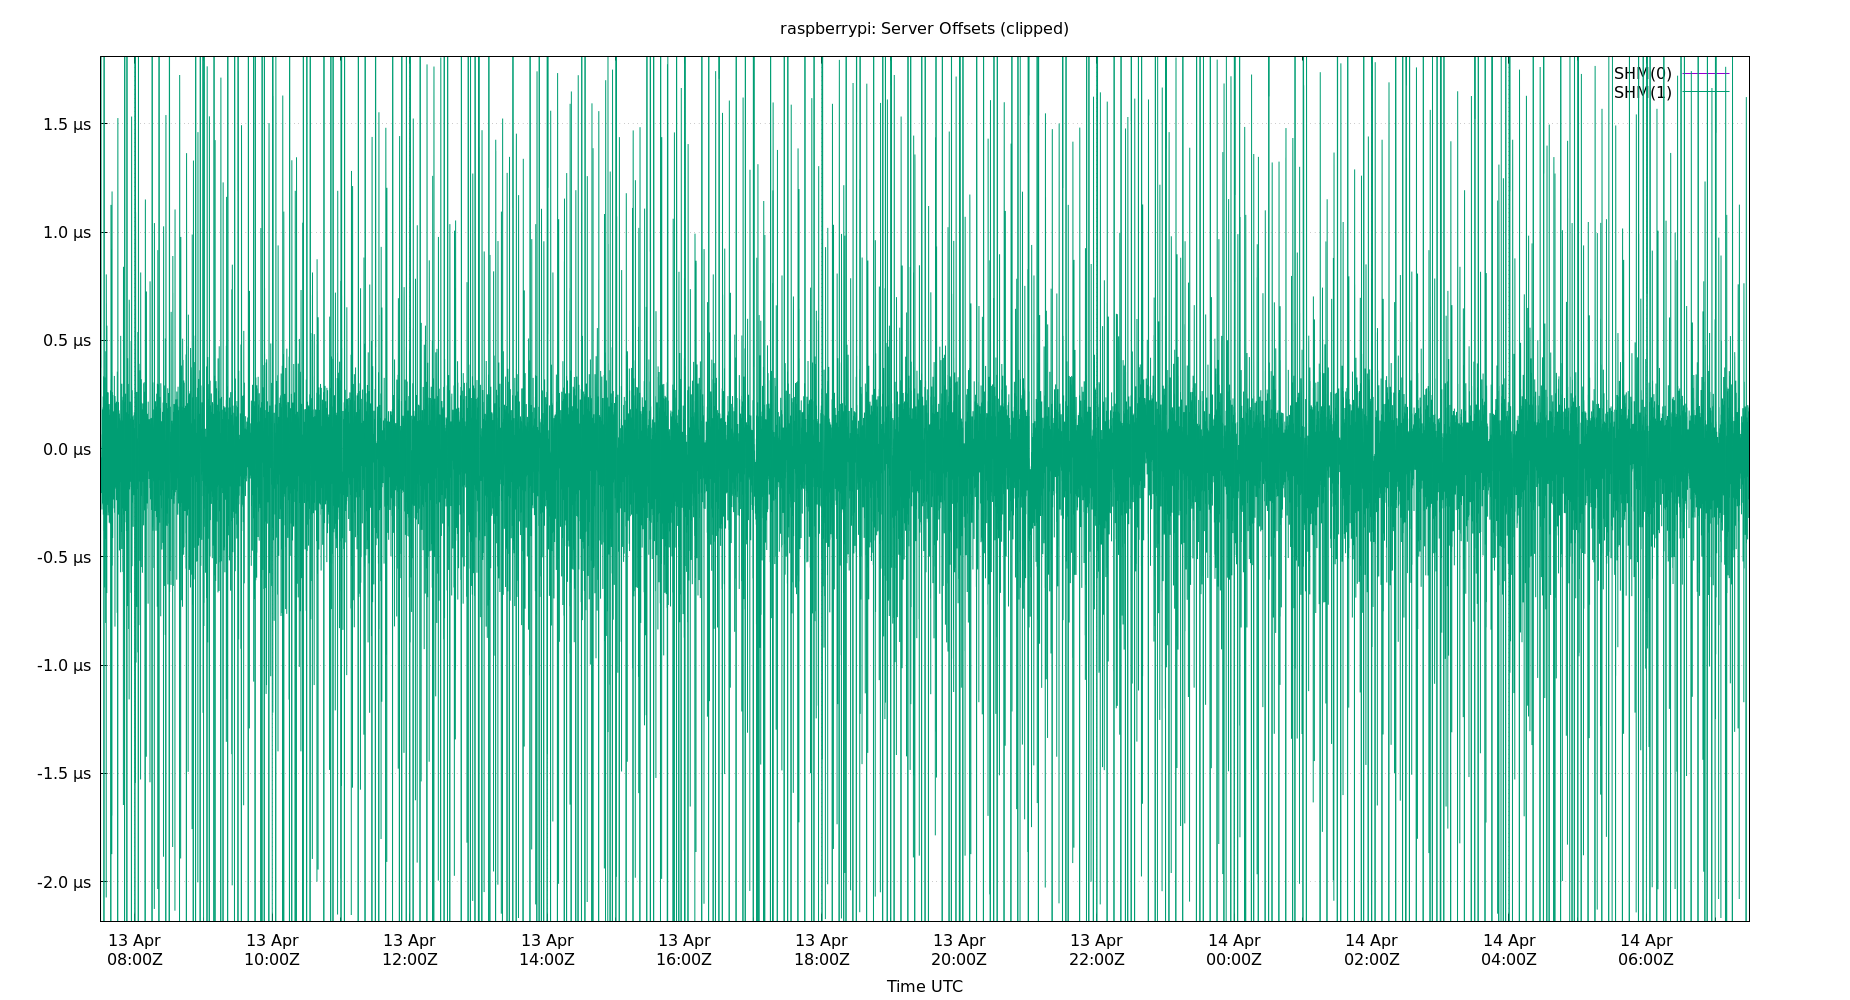 raspberrypi: Server Offsets (clipped)
SHM(0)
SHM(1)
1.5 µs
1.0 µs
0.5 µs
0.0 µs
-0.5 µs
-1.0 µs
-1.5 µs
-2.0 µs
13 Apr 13 Apr 13 Apr 13 Apr 13 Apr 13 Apr 13 Apr 13 Apr 14 Apr 14 Apr 14 Apr 14 Apr
08:00Z 10:00Z 12:00Z 14:00Z 16:00Z 18:00Z 20:00Z 22:00Z 00:00Z 02:00Z 04:00Z 06:00Z
Time UTC